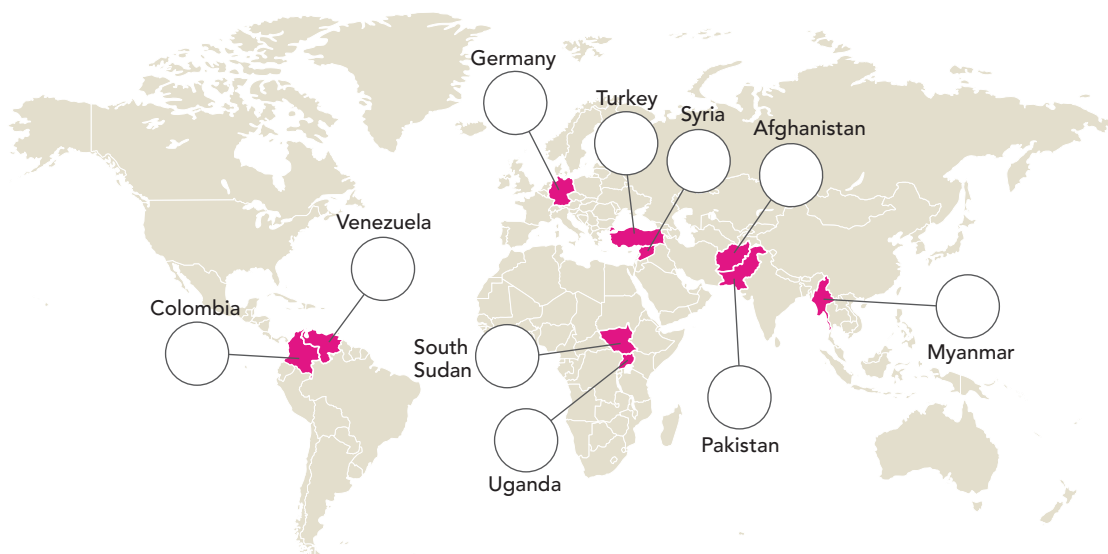 Germany
Turkey
Syria
Afghanistan
Venezuela
Colombia
South
Sudan
Myanmar
Pakistan
Uganda